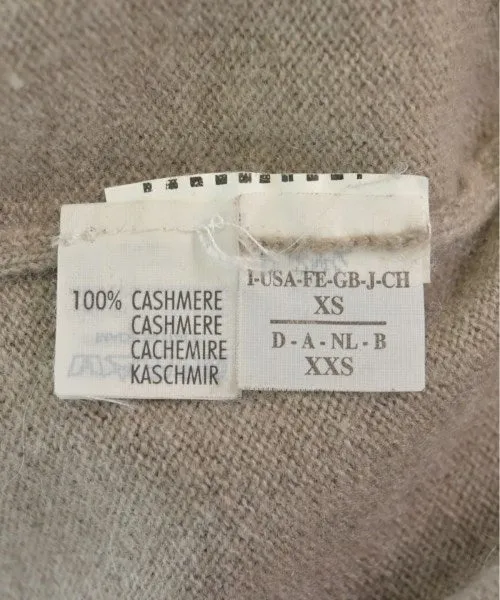 100% CASHMERE
CASHMERE
CACHEMIRE
KASCHMIR
I-USA-FE-GB-J-CH
XS
D - A - NL - B
XXS